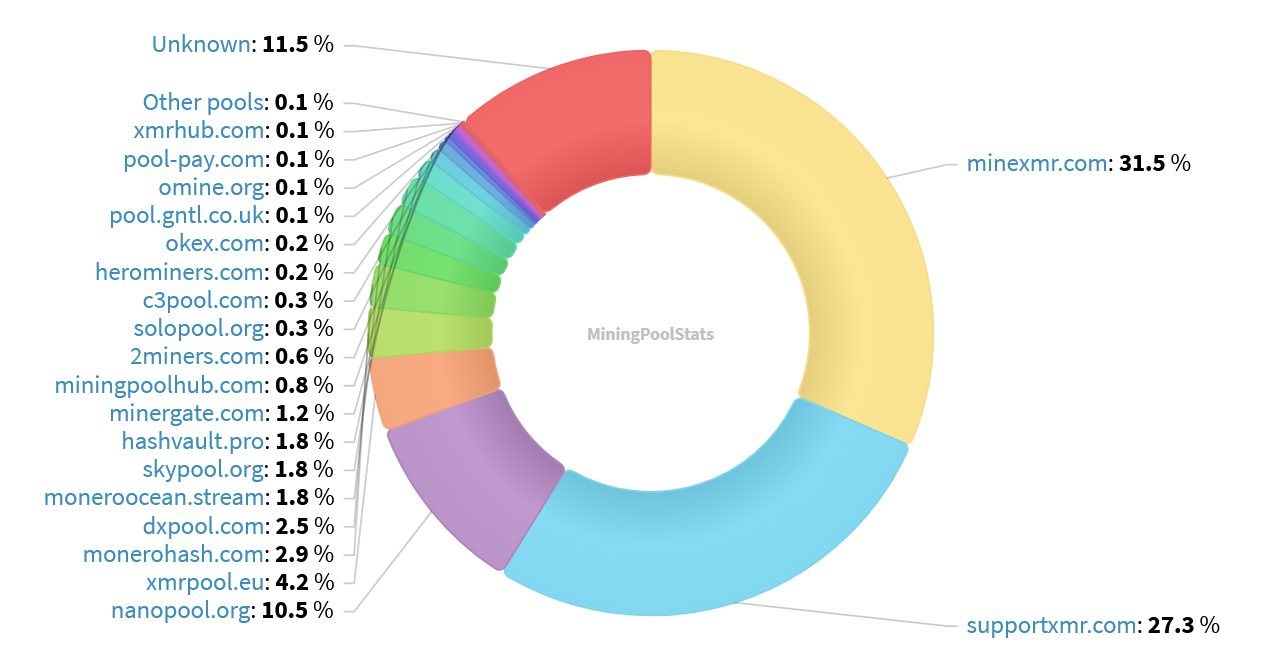 Unknown: 11.5 %
Other pools: 0.1 %
xmrhub.com: 0.1 %
pool-pay.com: 0.1 %
omine.org: 0.1 %
pool.gntl.co.uk: 0.1 %
okex.com: 0.2 %
herominers.com: 0.2 %
c3pool.com: 0.3 %
solopool.org: 0.3 %
2miners.com: 0.6 %
miningpoolhub.com: 0.8 %
minergate.com: 1.2 %
hashvault.pro: 1.8 %
skypool.org: 1.8 %
moneroocean.stream: 1.8 %
dxpool.com: 2.5 %
monerohash.com: 2.9 %
xmrpool.eu: 4.2 %
nanopool.org: 10.5 %
MiningPoolStats
minexmr.com: 31.5 %
supportxmr.com: 27.3 %